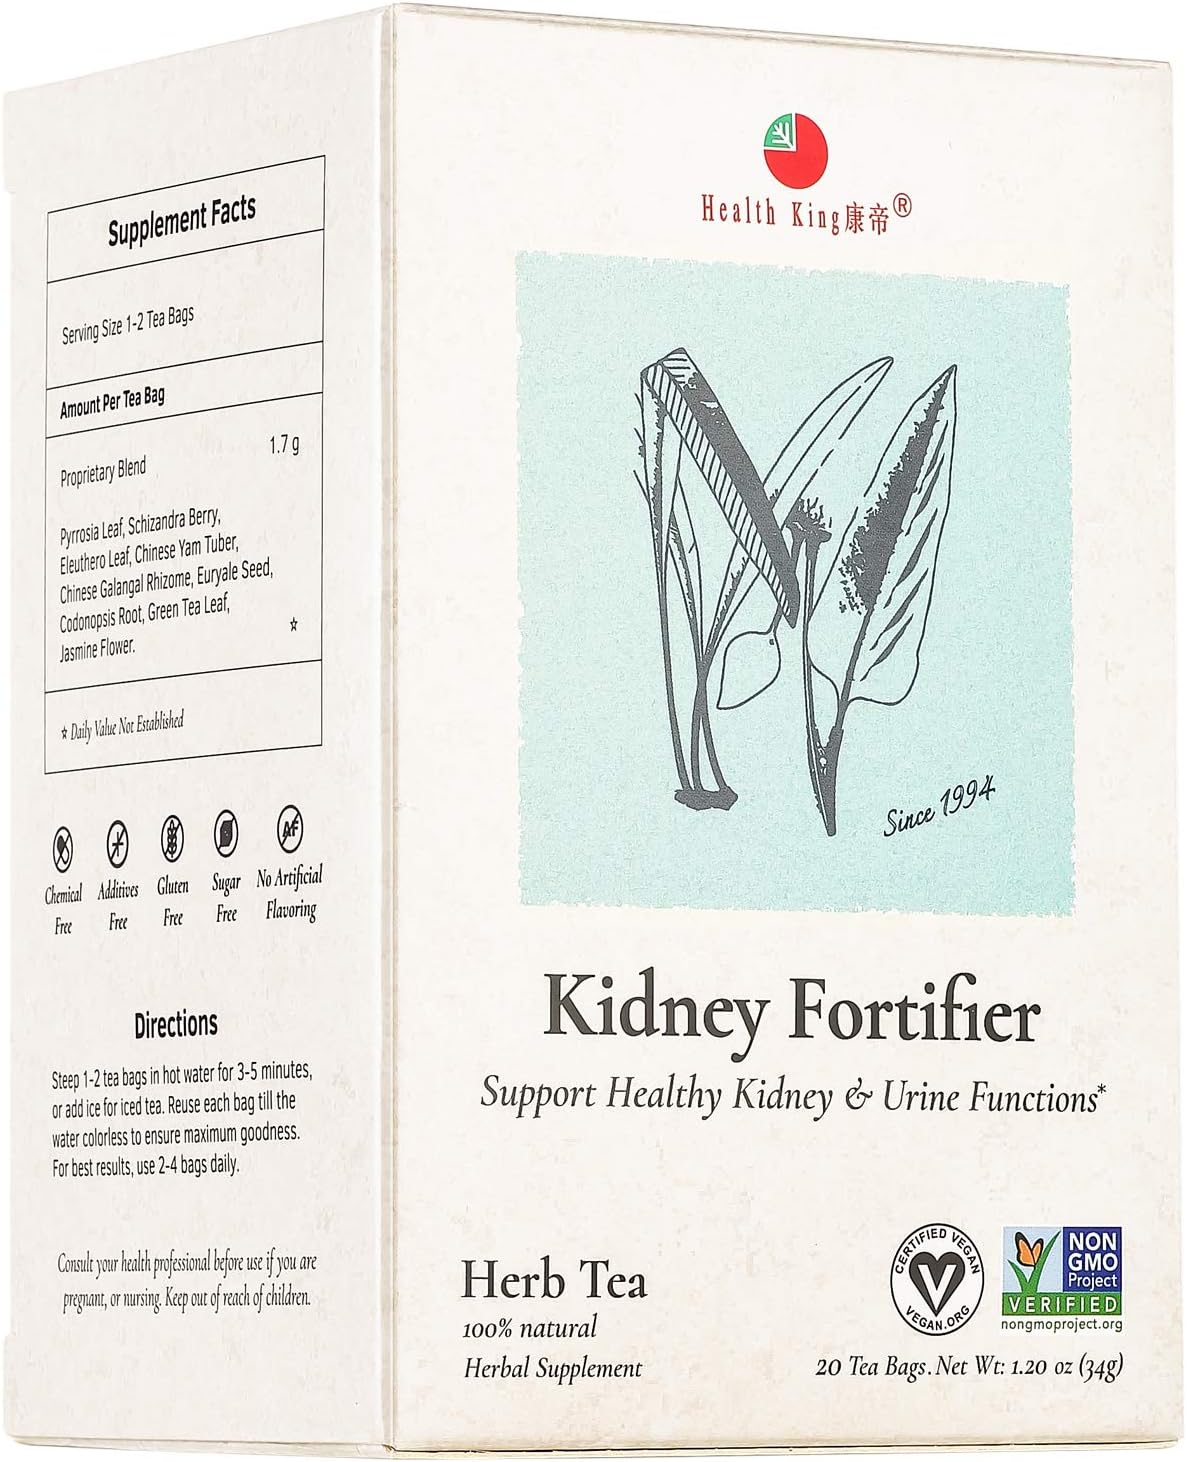 Supplement Facts
Serving Size 1-2 Tea Bags
Amount Per Tea Bag
1.7 g
Proprietary Blend
Pyrrosia Leaf, Schizandra Berry,
Eleuthero Leaf, Chinese Yam Tuber,
Chinese Galangal Rhizome, Euryale Seed,
Codonopsis Root, Green Tea Leaf,
Jasmine Flower.
☆
☆ Daily Value Not Established
AF
Chemical Free
Additives Free
Gluten Free
Sugar Free
No Artificial Flavoring
Directions
Steep 1-2 tea bags in hot water for 3-5 minutes,
or add ice for iced tea. Reuse each bag till the
water colorless to ensure maximum goodness.
For best results, use 2-4 bags daily.
Consult your health professional before use if you are
pregnant, or nursing. Keep out of reach of children.
Health King康帝®
Since 1994
Kidney Fortifier
Support Healthy Kidney & Urine Functions*
Herb Tea
100% natural
Herbal Supplement
CERTIFIED VEGAN
V
VEGAN.ORG
NON
GMO
Project
VERIFIED
nongmoproject.org
20 Tea Bags. Net Wt: 1.20 oz (34g)